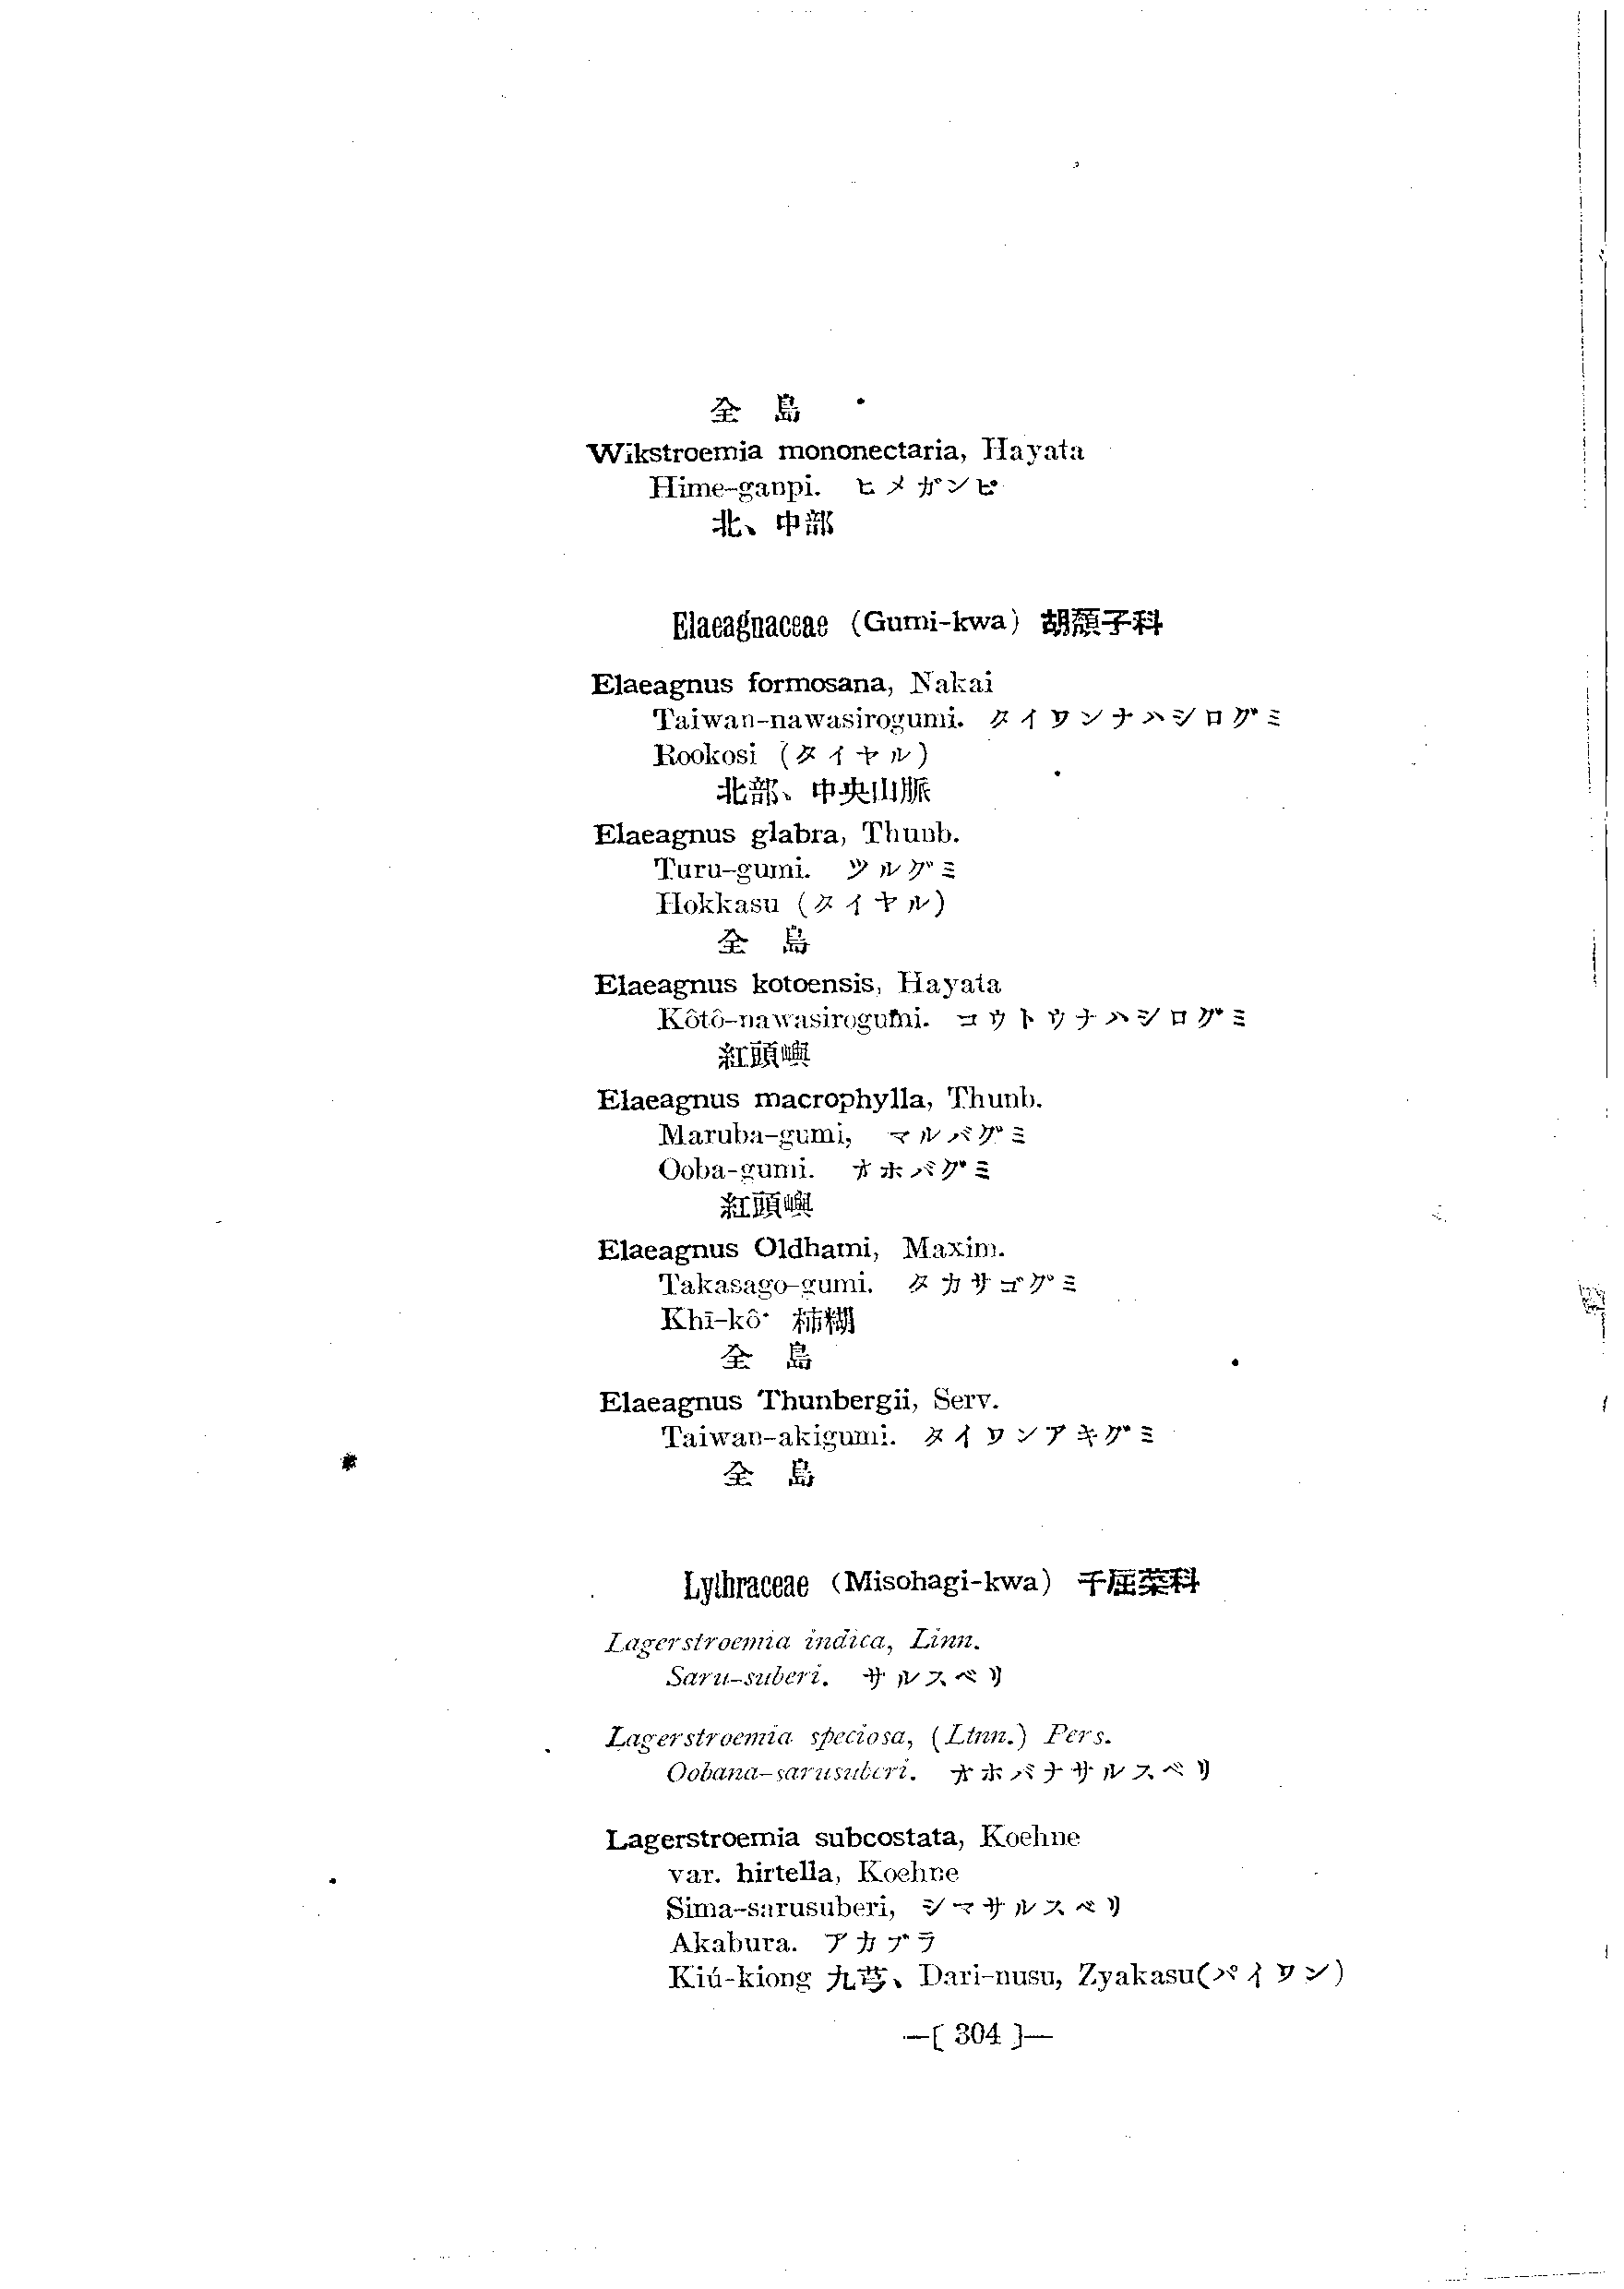 全島
Wikstroemia mononectaria, Hayata
Hime-ganpi. ヒメガンピ
北、中部
Elaeagnaceae (Gumi-kwa) 胡頽子科
Elaeagnus formosana, Nakai
Taiwan-nawasirogumi. タイワンナハシログミ
Rookosi (タイヤル)
北部、中央山脈
Elaeagnus glabra, Thunb.
Turu-gumi. ツルグミ
Hokkasu (タイヤル)
全島
Elaeagnus kotoensis, Hayata
Kôtô-nawasirogumi. コウトウナハシログミ
紅頭嶼
Elaeagnus macrophylla, Thunb.
Maruba-gumi, マルバグミ
Ooba-gumi. オホバグミ
紅頭嶼
Elaeagnus Oldhami, Maxim.
Takasago-gumi. タカサゴグミ
Khī-kô· 柿糊
全島
Elaeagnus Thunbergii, Serv.
Taiwan-akigumi. タイワンアキグミ
全島
Lythraceae (Misohagi-kwa) 千屈菜科
Lagerstroemia indica, Linn.
Saru-suberi. サルスベリ
Lagerstroemia speciosa, (Linn.) Pers.
Oobana-sarusuberi. オホバナサルスベリ
Lagerstroemia subcostata, Koehne
var. hirtella, Koehne
Sima-sarusuberi, シマサルスベリ
Akabura. アカブラ
Kiú-kiong 九芎、Dari-nusu, Zyakasu(パイワン)
—[ 304 ]—